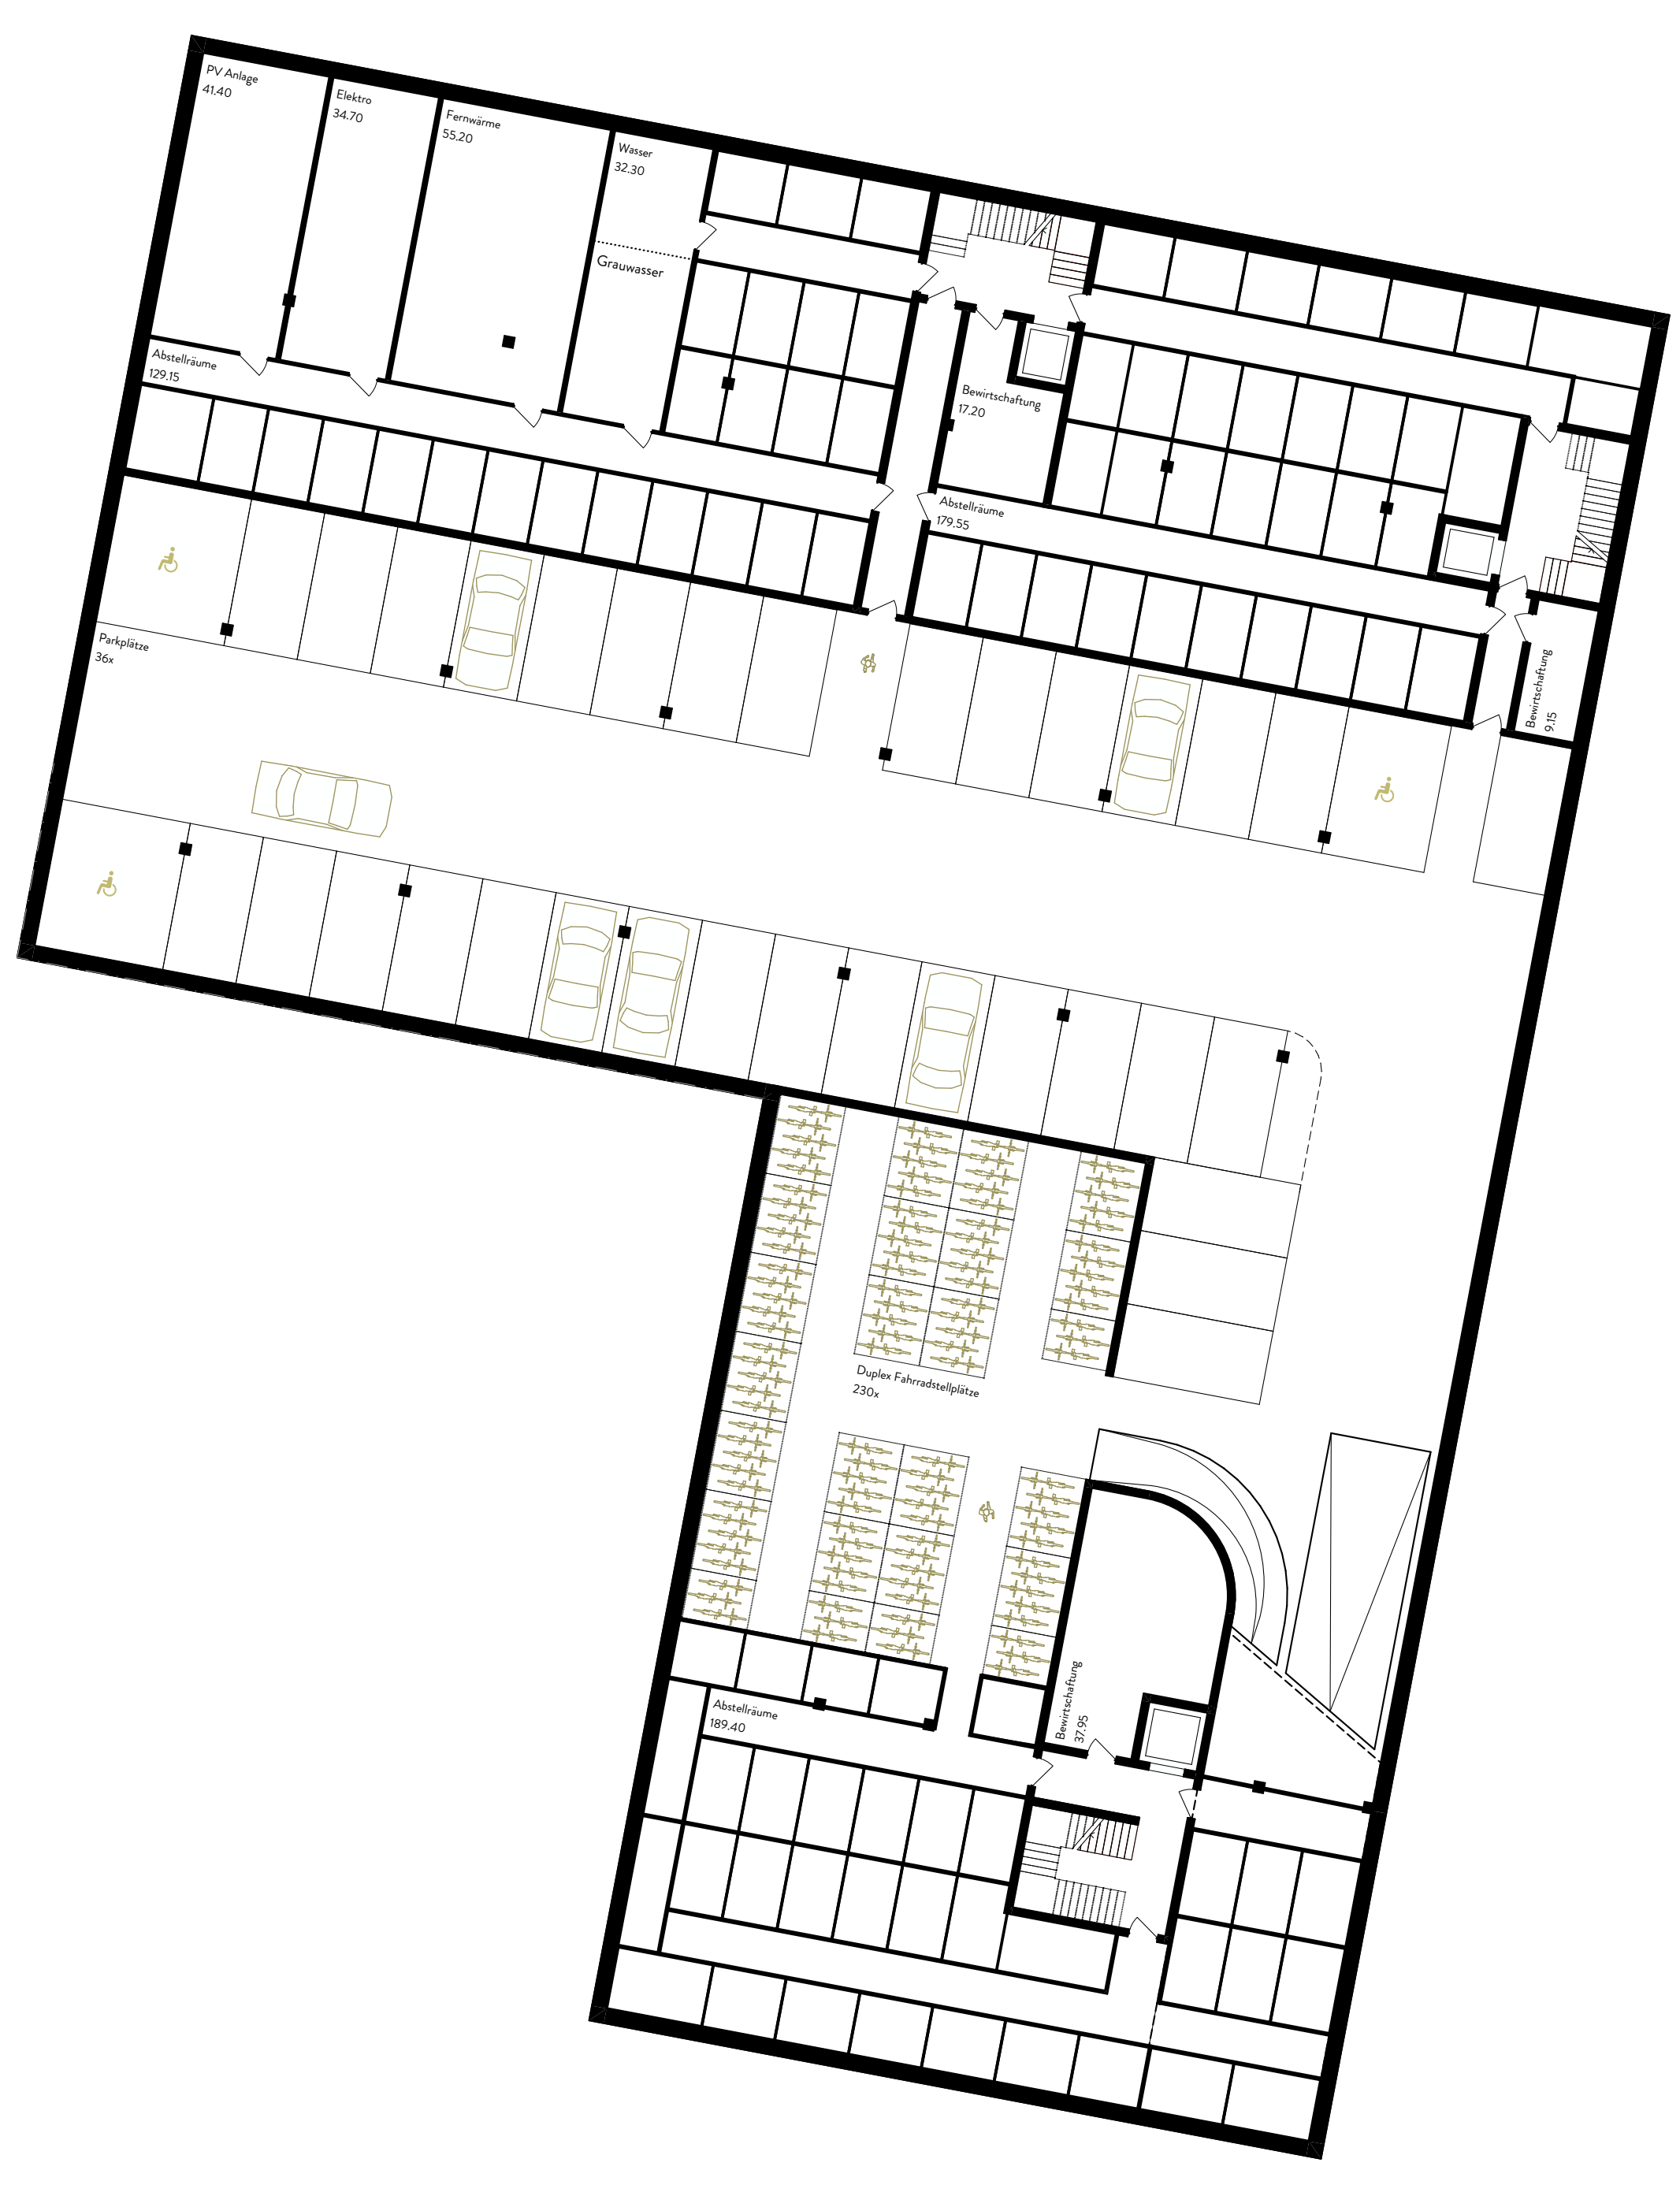 PV Anlage
41.40
Elektro
34.70
Fernwärme
55.20
Wasser
32.30
Grauwasser
Abstellräume
129.15
Bewirtschaftung
17.20
Abstellräume
179.55
Bewirtschaftung
9.15
Parkplätze
36x
Duplex Fahrradstellplätze
230x
Bewirtschaftung
37.95
Abstellräume
189.40